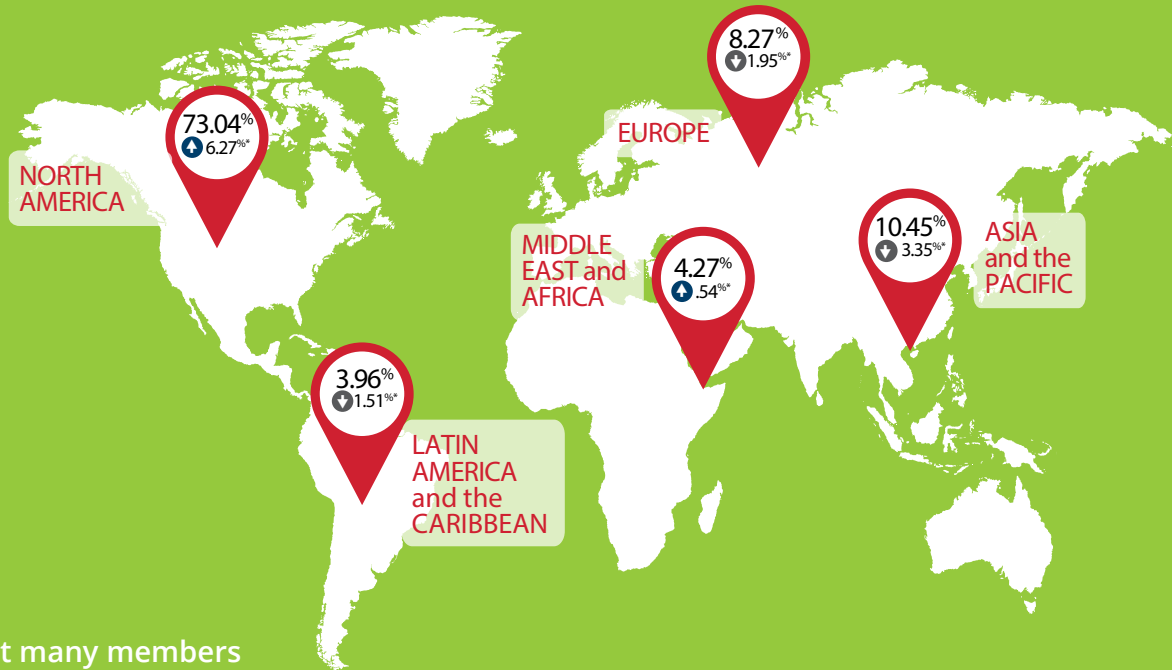 8.27%
1.95%*
EUROPE
73.04%
6.27%*
NORTH
AMERICA
10.45%
3.35%*
ASIA
and the
PACIFIC
MIDDLE
EAST and
AFRICA
4.27%
.54%*
3.96%
1.51%*
LATIN
AMERICA
and the
CARIBBEAN
t many members